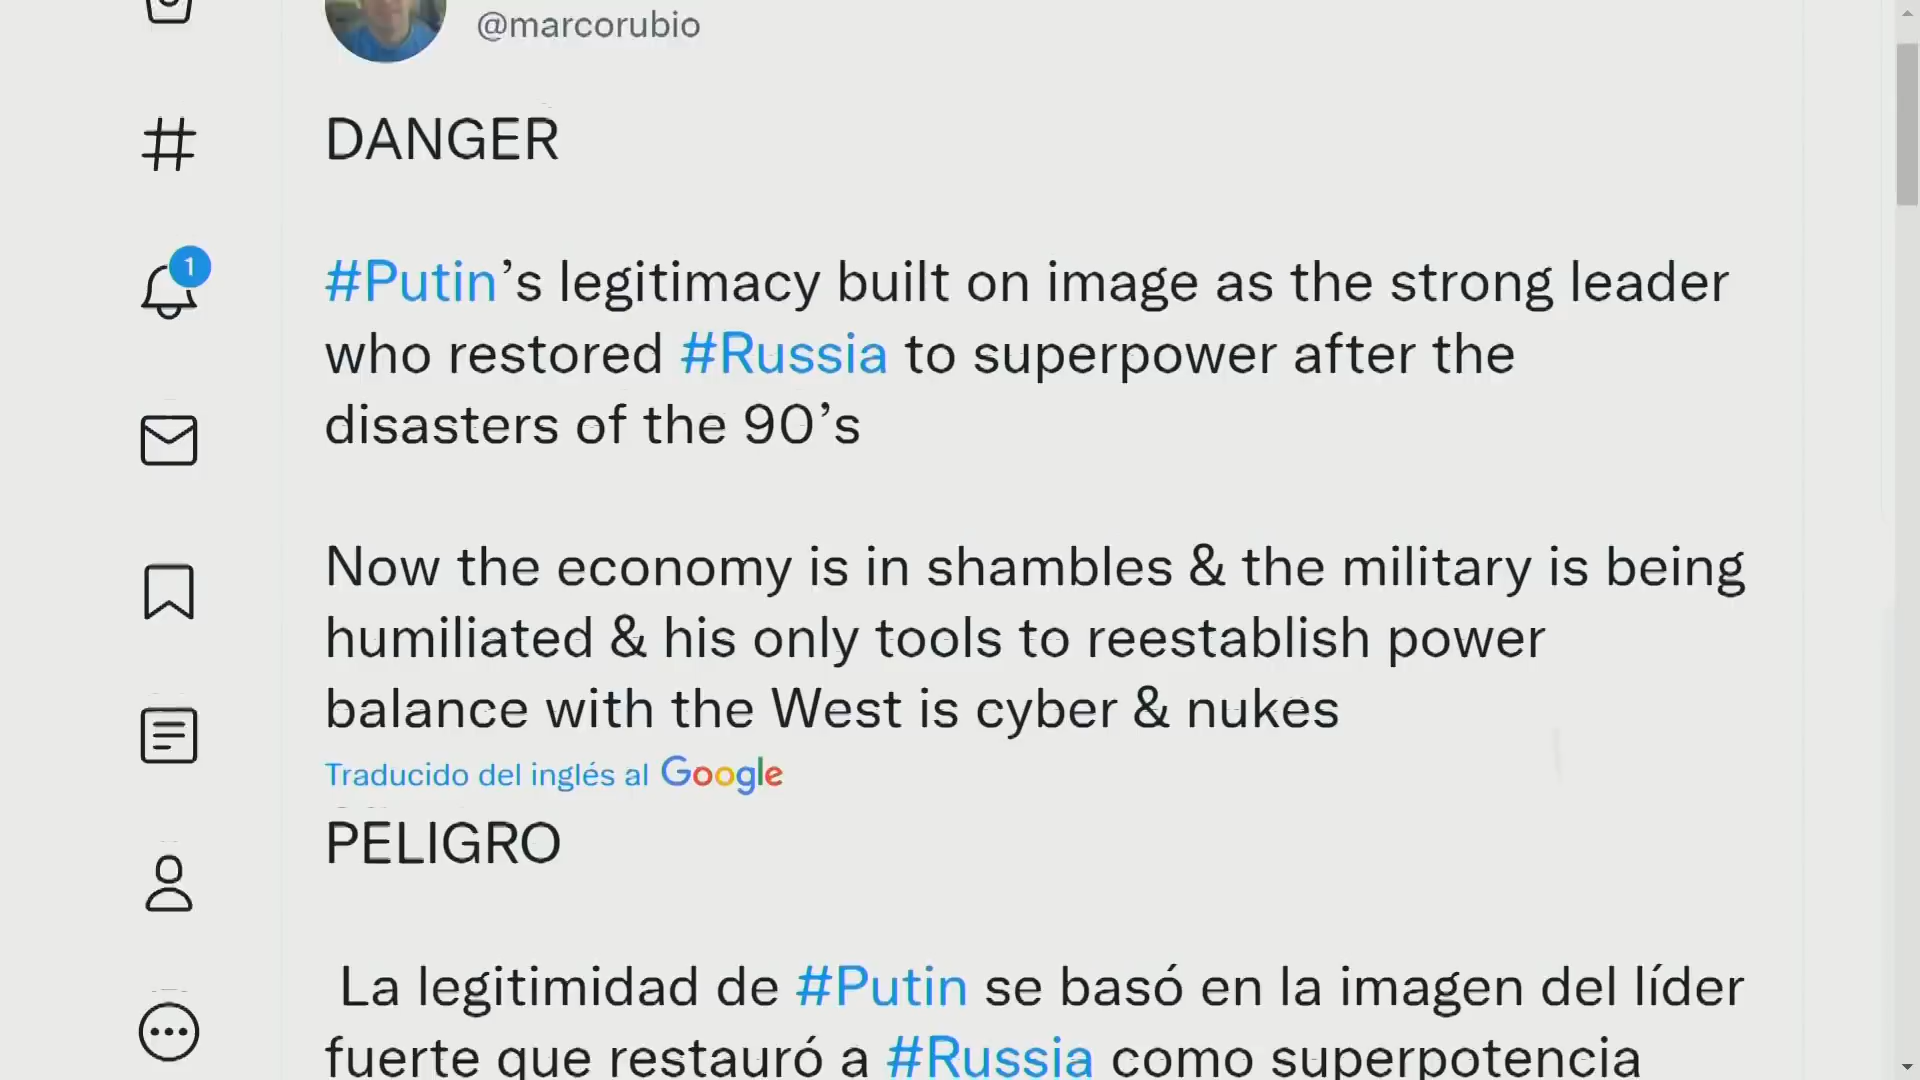 @marcorubio
DANGER
#Putin’s legitimacy built on image as the strong leader
who restored #Russia to superpower after the
disasters of the 90’s
1
Now the economy is in shambles & the military is being
humiliated & his only tools to reestablish power
balance with the West is cyber & nukes
Traducido del inglés al Google
PELIGRO
La legitimidad de #Putin se basó en la imagen del líder
fuerte que restauró a #Russia como superpotencia